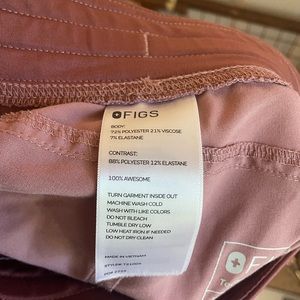 FIGS
BODY:
72% POLYESTER 21% VISCOSE
7% ELASTANE
CONTRAST:
88% POLYESTER 12% ELASTANE
100% AWESOME
TURN GARMENT INSIDE OUT
MACHINE WASH COLD
WASH WITH LIKE COLORS
DO NOT BLEACH
TUMBLE DRY LOW
LOW HEAT IRON IF NEEDED
DO NOT DRY CLEAN
MADE IN VIETNAM